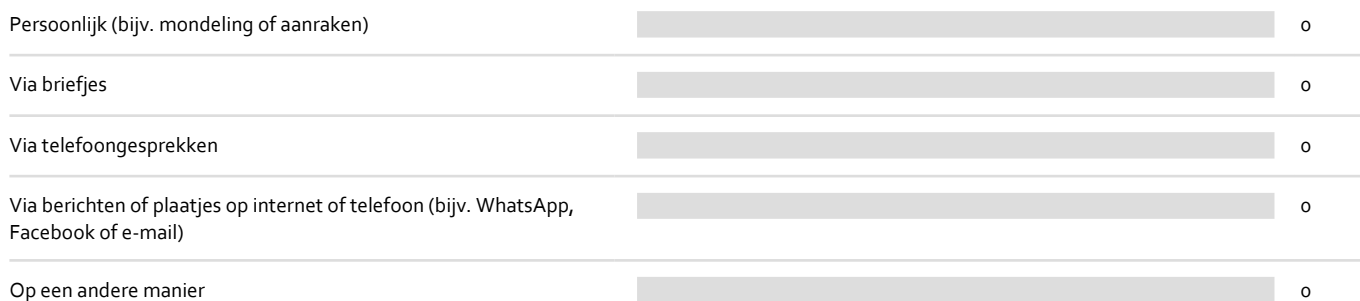 Persoonlijk (bijv. mondeling of aanraken) 0
Via briefjes 0
Via telefoongesprekken 0
Via berichten of plaatjes op internet of telefoon (bijv. WhatsApp, 0
Facebook of e-mail)
Op een andere manier 0